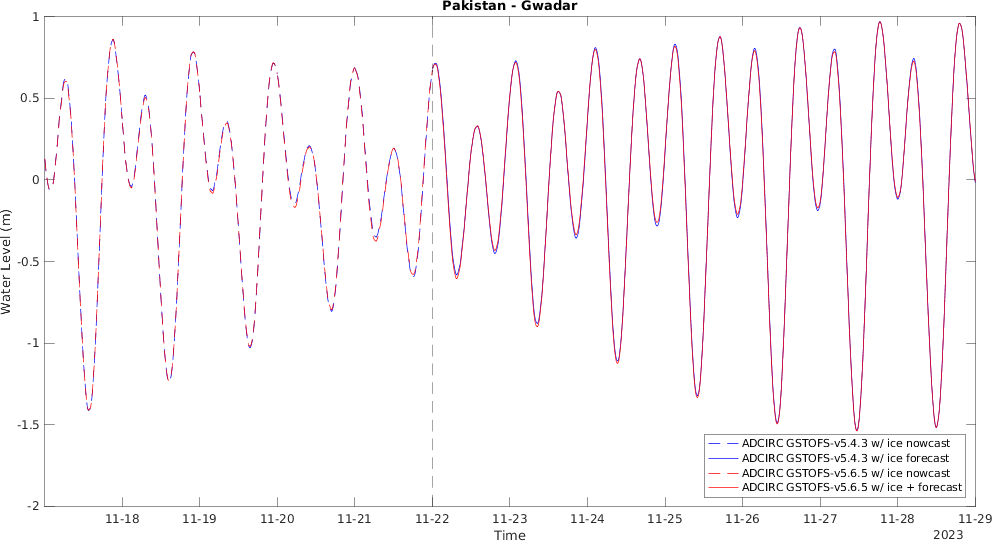 Pakistan - Gwadar
1
0.5
0
-0.5
-1
-1.5
-2
Water Level (m)
ADCIRC GSTOFS-v5.4.3 w/ ice nowcast
ADCIRC GSTOFS-v5.4.3 w/ ice forecast
ADCIRC GSTOFS-v5.6.5 w/ ice nowcast
ADCIRC GSTOFS-v5.6.5 w/ ice + forecast
11-18 11-19 11-20 11-21 11-22 11-23 11-24 11-25 11-26 11-27 11-28 11-29
Time 2023